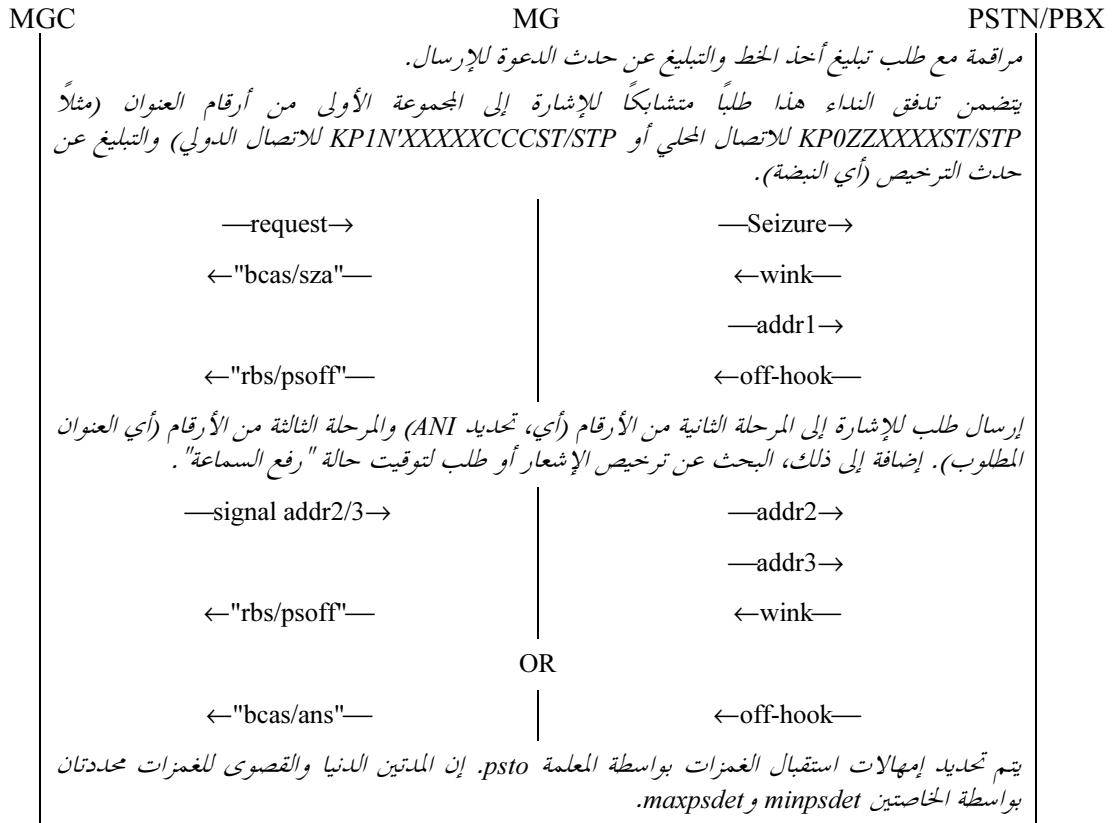 MGC MG PSTN/PBX
مراقمة مع طلب تبليغ أخذ الخط والتبليغ عن حدث الدعوة للإرسال.
يتضمن تدفق النداء هذا طلباً متشابكاً للإشارة إلى المجموعة الأولى من أرقام العنوان (مثلاً
KP0ZZXXXXST/STP للاتصال المحلي أو KP1N'XXXXXCCCST/STP للاتصال الدولي) والتبليغ عن
حدث الترخيص (أي النبضة).
—request→ —Seizure→
←"bcas/sza"— ←wink—
—addr1→
←"rbs/psoff"— ←off-hook—
إرسال طلب للإشارة إلى المرحلة الثانية من الأرقام (أي، تحديد ANI) والمرحلة الثالثة من الأرقام (أي العنوان
المطلوب). إضافة إلى ذلك، البحث عن ترخيص الإشعار أو طلب لتوقيت حالة "رفع السماعة".
—signal addr2/3→ —addr2→
—addr3→
←"rbs/psoff"— ←wink—
OR
←"bcas/ans"— ←off-hook—
يتم تحديد إمهالات استقبال الغمزات بواسطة المعلمة psto. إن المدتين الدنيا والقصوى للغمزات محددتان
بواسطة الخاصتين minpsdet و maxpsdet.